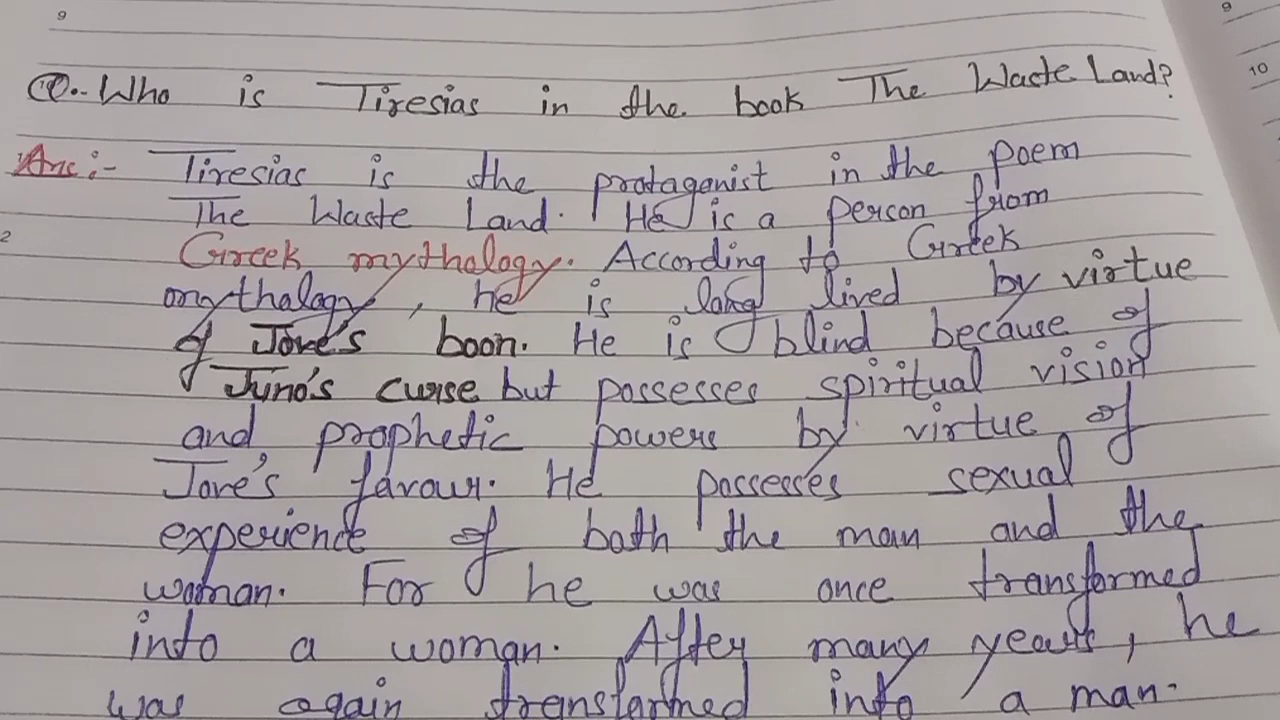 9
9
10
Q.. Who is Tiresias in the book The Waste Land?
Ans:- Tiresias is the protagonist in the poem
The Waste Land. He is a person from
2
Greek mythology. According to Greek
mythology, he is long lived by virtue
of Jove's boon. He is blind because of
Juno's curse but possesses spiritual vision
and prophetic powers by virtue of
Jove's favour. He possesses sexual
experience of both the man and the
woman. For he was once transformed
into a woman. After many years, he
was again transformed into a man.